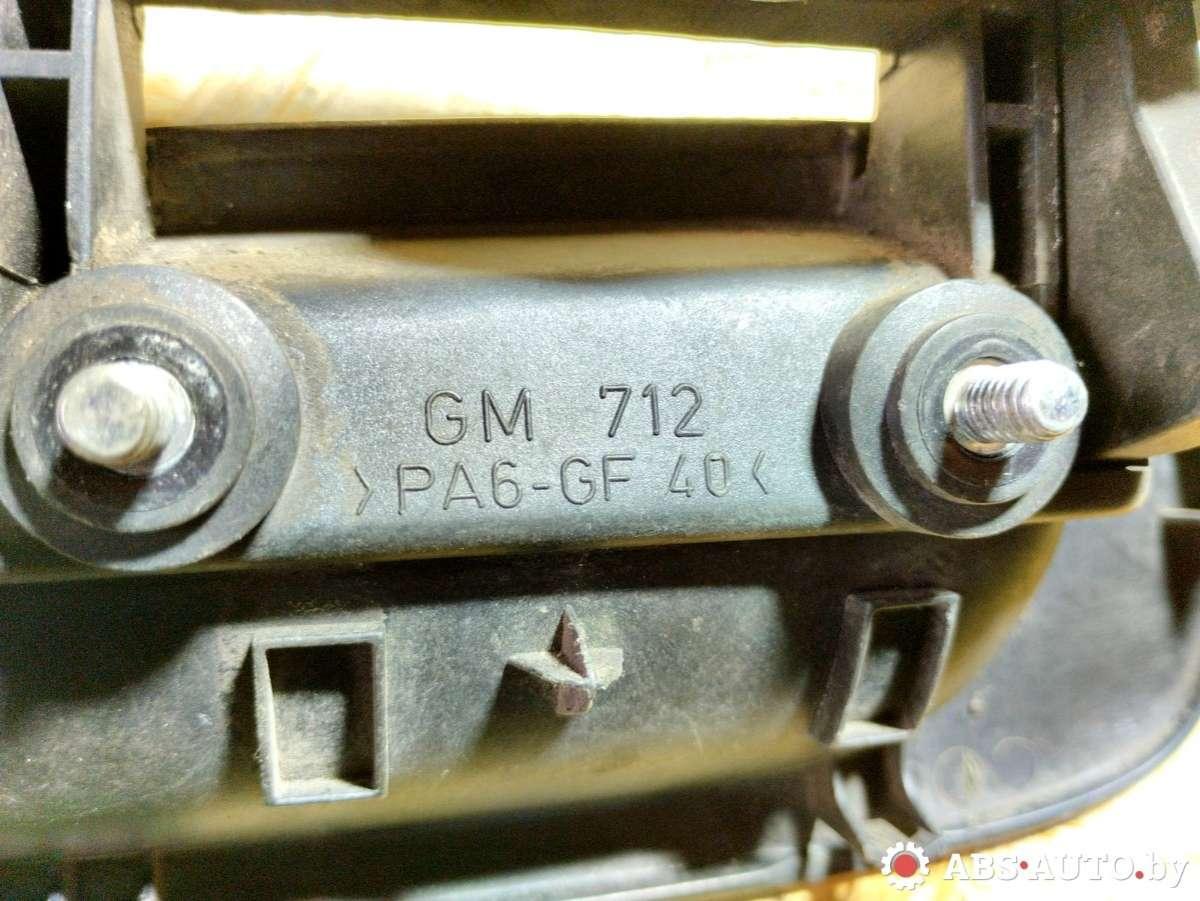 GM 712
>PA6-GF 40<
ABS-AUTO.by